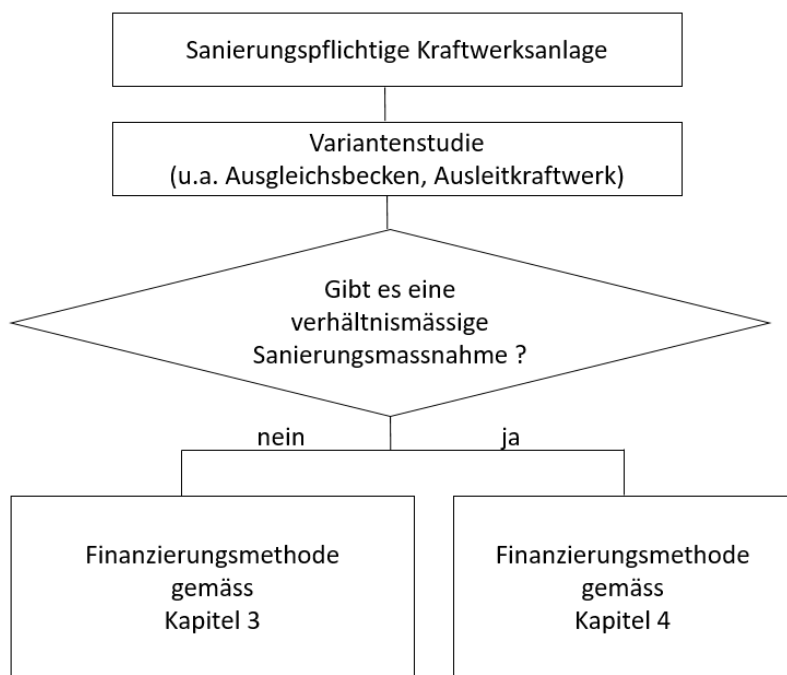 Sanierungspflichtige Kraftwerksanlage
Variantenstudie
(u.a. Ausgleichsbecken, Ausleitkraftwerk)
Gibt es eine
verhältnismässige
Sanierungsmassnahme ?
nein
ja
Finanzierungsmethode
gemäss
Kapitel 3
Finanzierungsmethode
gemäss
Kapitel 4